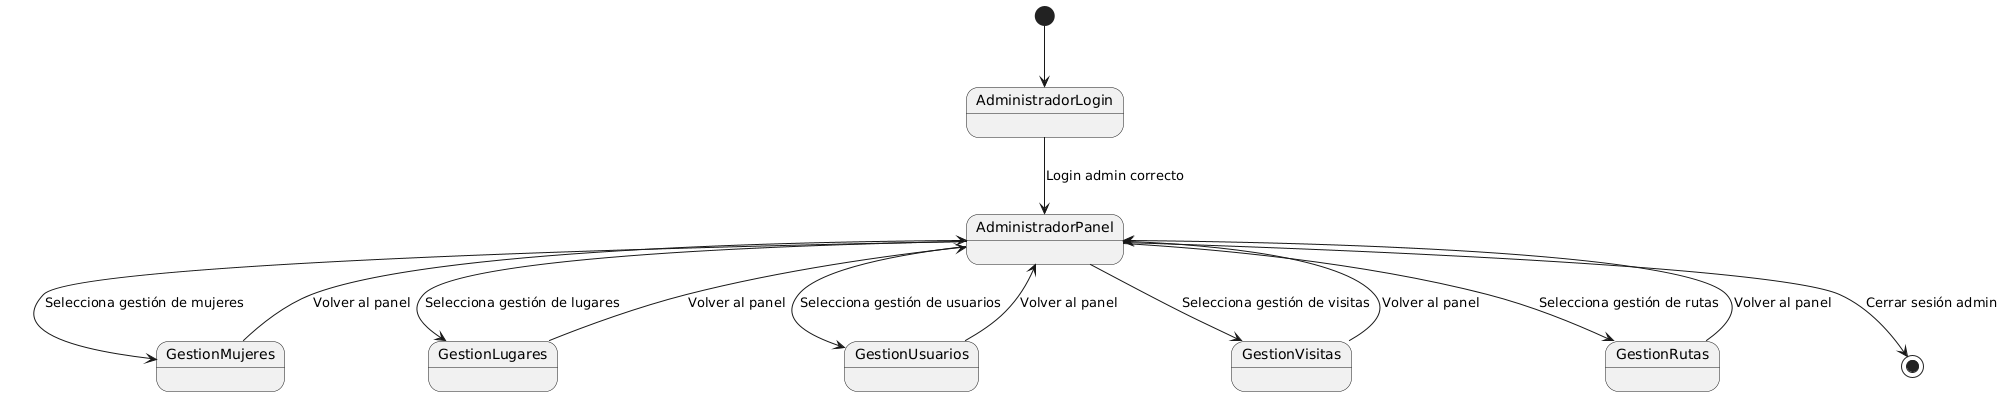 AdministradorLogin
Login admin correcto
AdministradorPanel
Selecciona gestión de mujeres
Volver al panel
Selecciona gestión de lugares
Volver al panel
Selecciona gestión de usuarios
Volver al panel
Selecciona gestión de visitas
Volver al panel
Selecciona gestión de rutas
Volver al panel
Cerrar sesión admin
GestionMujeres
GestionLugares
GestionUsuarios
GestionVisitas
GestionRutas